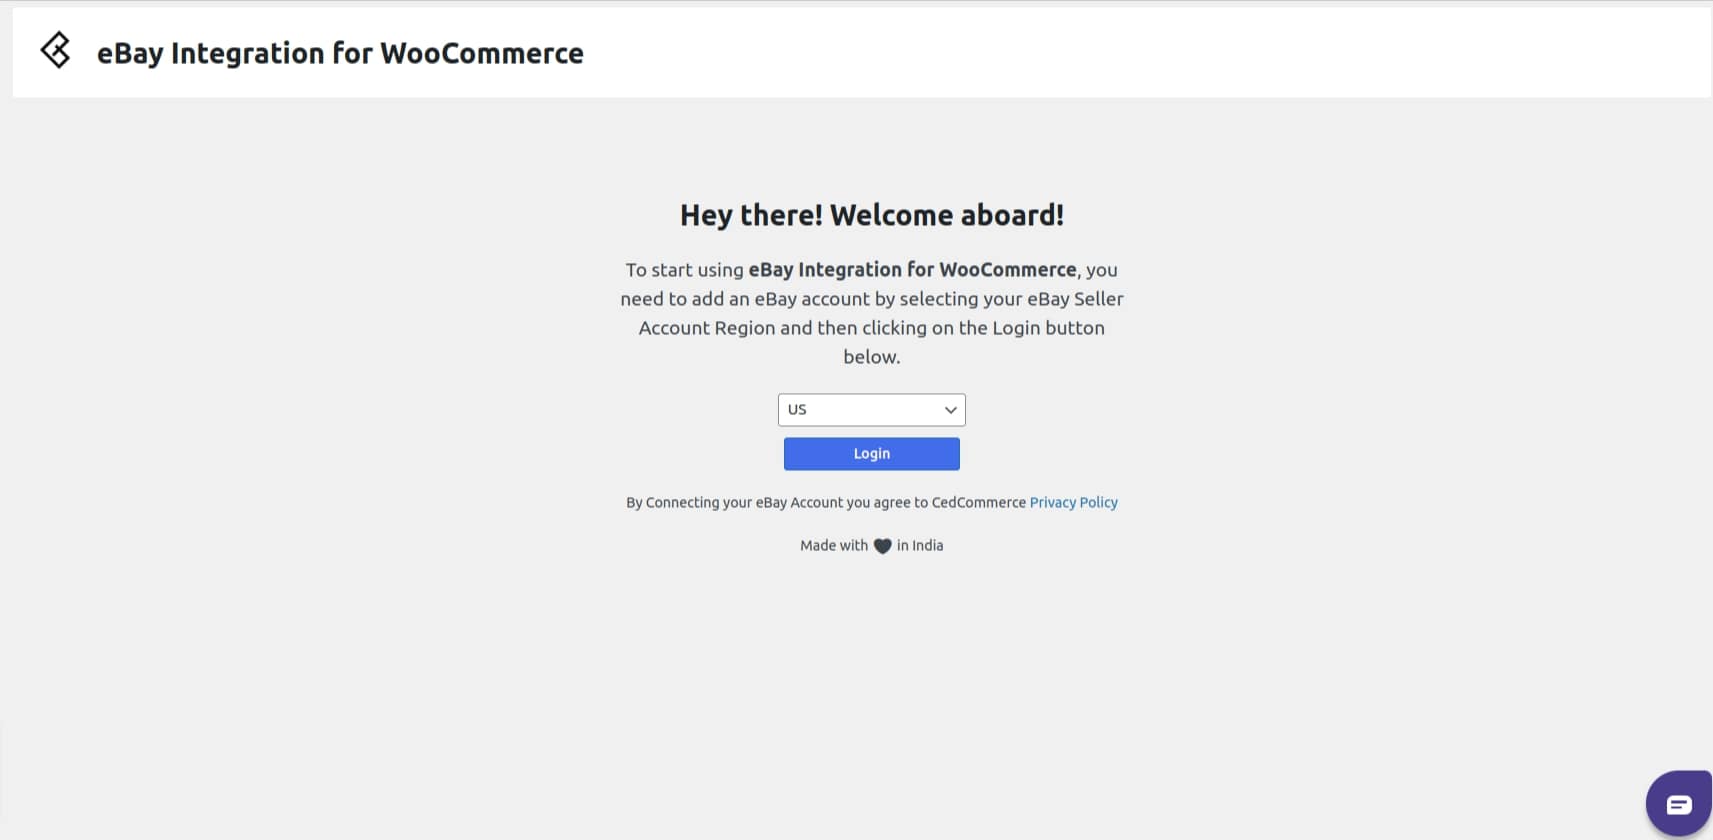 eBay Integration for WooCommerce
Hey there! Welcome aboard!
To start using eBay Integration for WooCommerce, you
need to add an eBay account by selecting your eBay Seller
Account Region and then clicking on the Login button
below.
US
Login
By Connecting your eBay Account you agree to CedCommerce Privacy Policy
Made with 🖤 in India